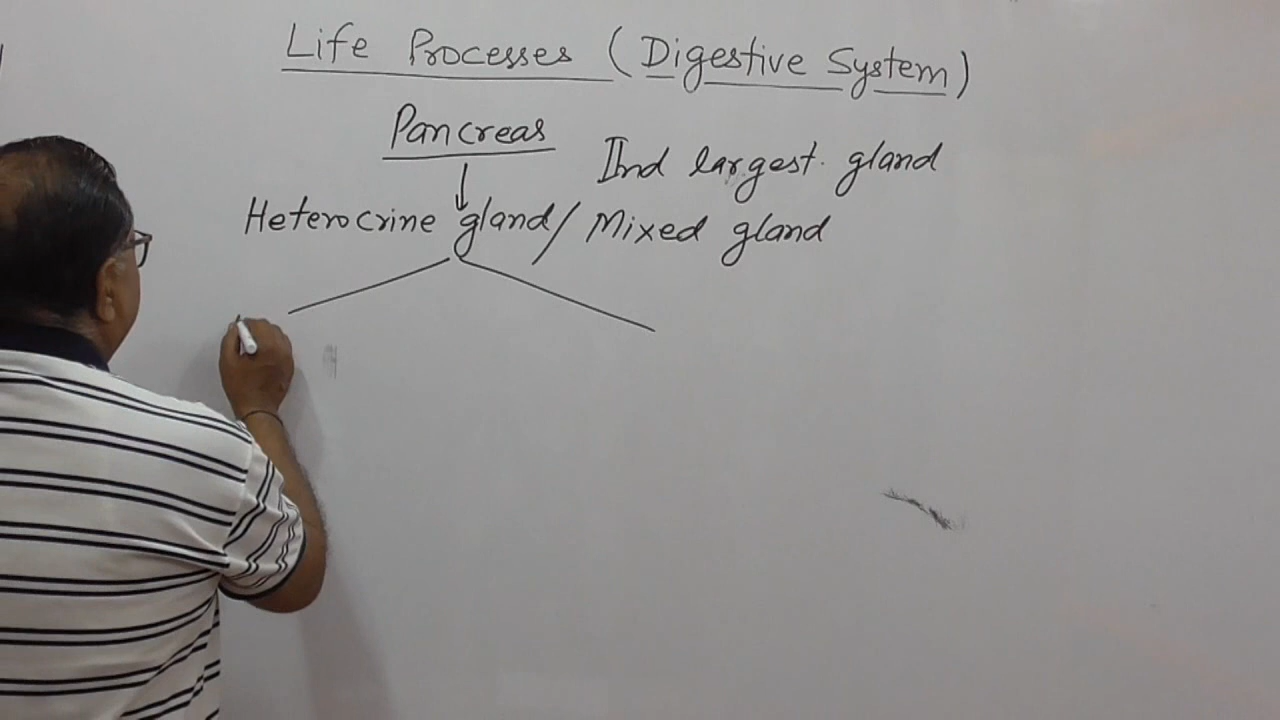 Life Processes (Digestive System)
Pancreas
IInd largest gland
Heterocrine gland/ Mixed gland